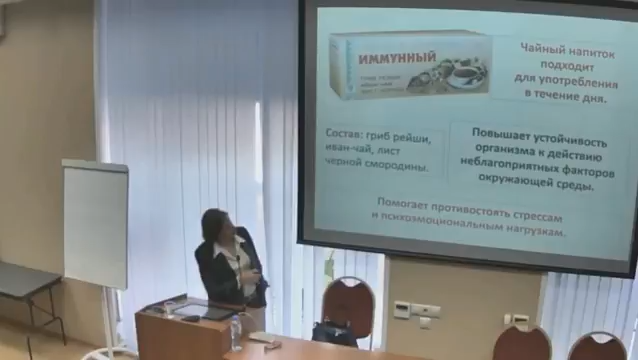 ИММУННЫЙ
Чайный напиток
подходит
для употребления
в течение дня.
Состав: гриб рейши,
иван-чай, лист
черной смородины.
Повышает устойчивость
организма к действию
неблагоприятных факторов
окружающей среды.
Помогает противостоять стрессам
и психоэмоциональным нагрузкам.